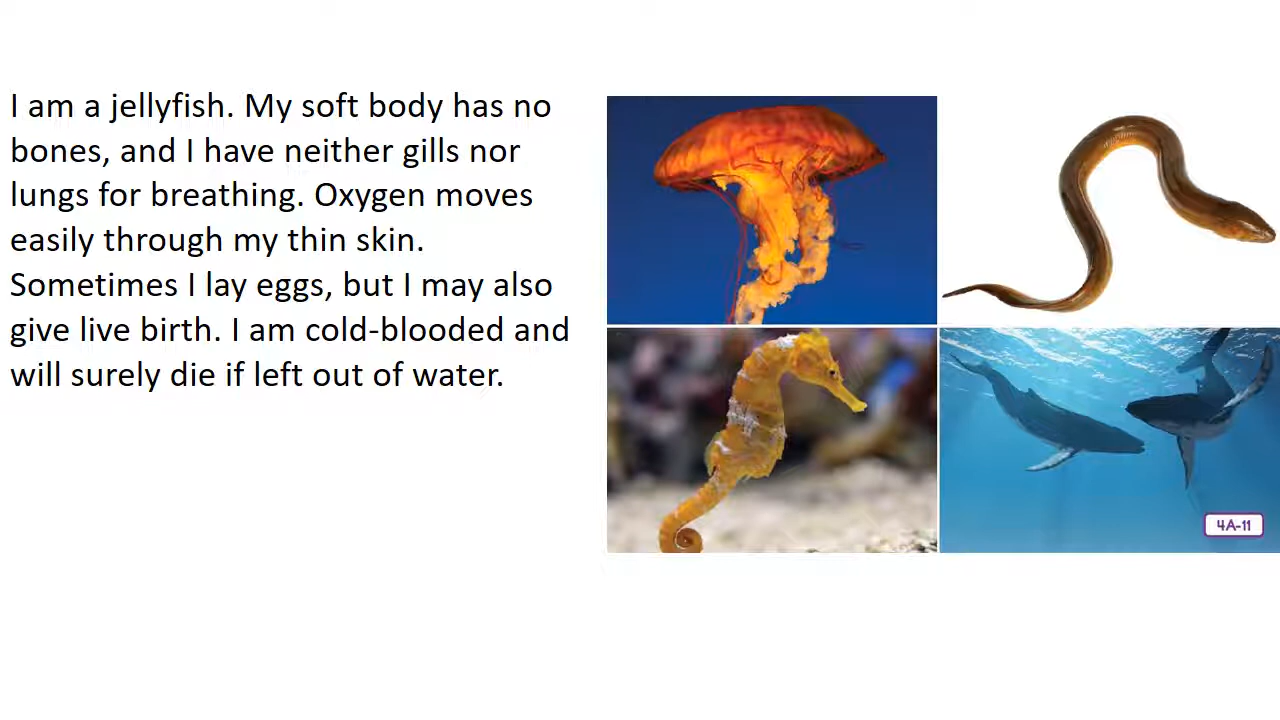 I am a jellyfish. My soft body has no
bones, and I have neither gills nor
lungs for breathing. Oxygen moves
easily through my thin skin.
Sometimes I lay eggs, but I may also
give live birth. I am cold-blooded and
will surely die if left out of water.
4A-11